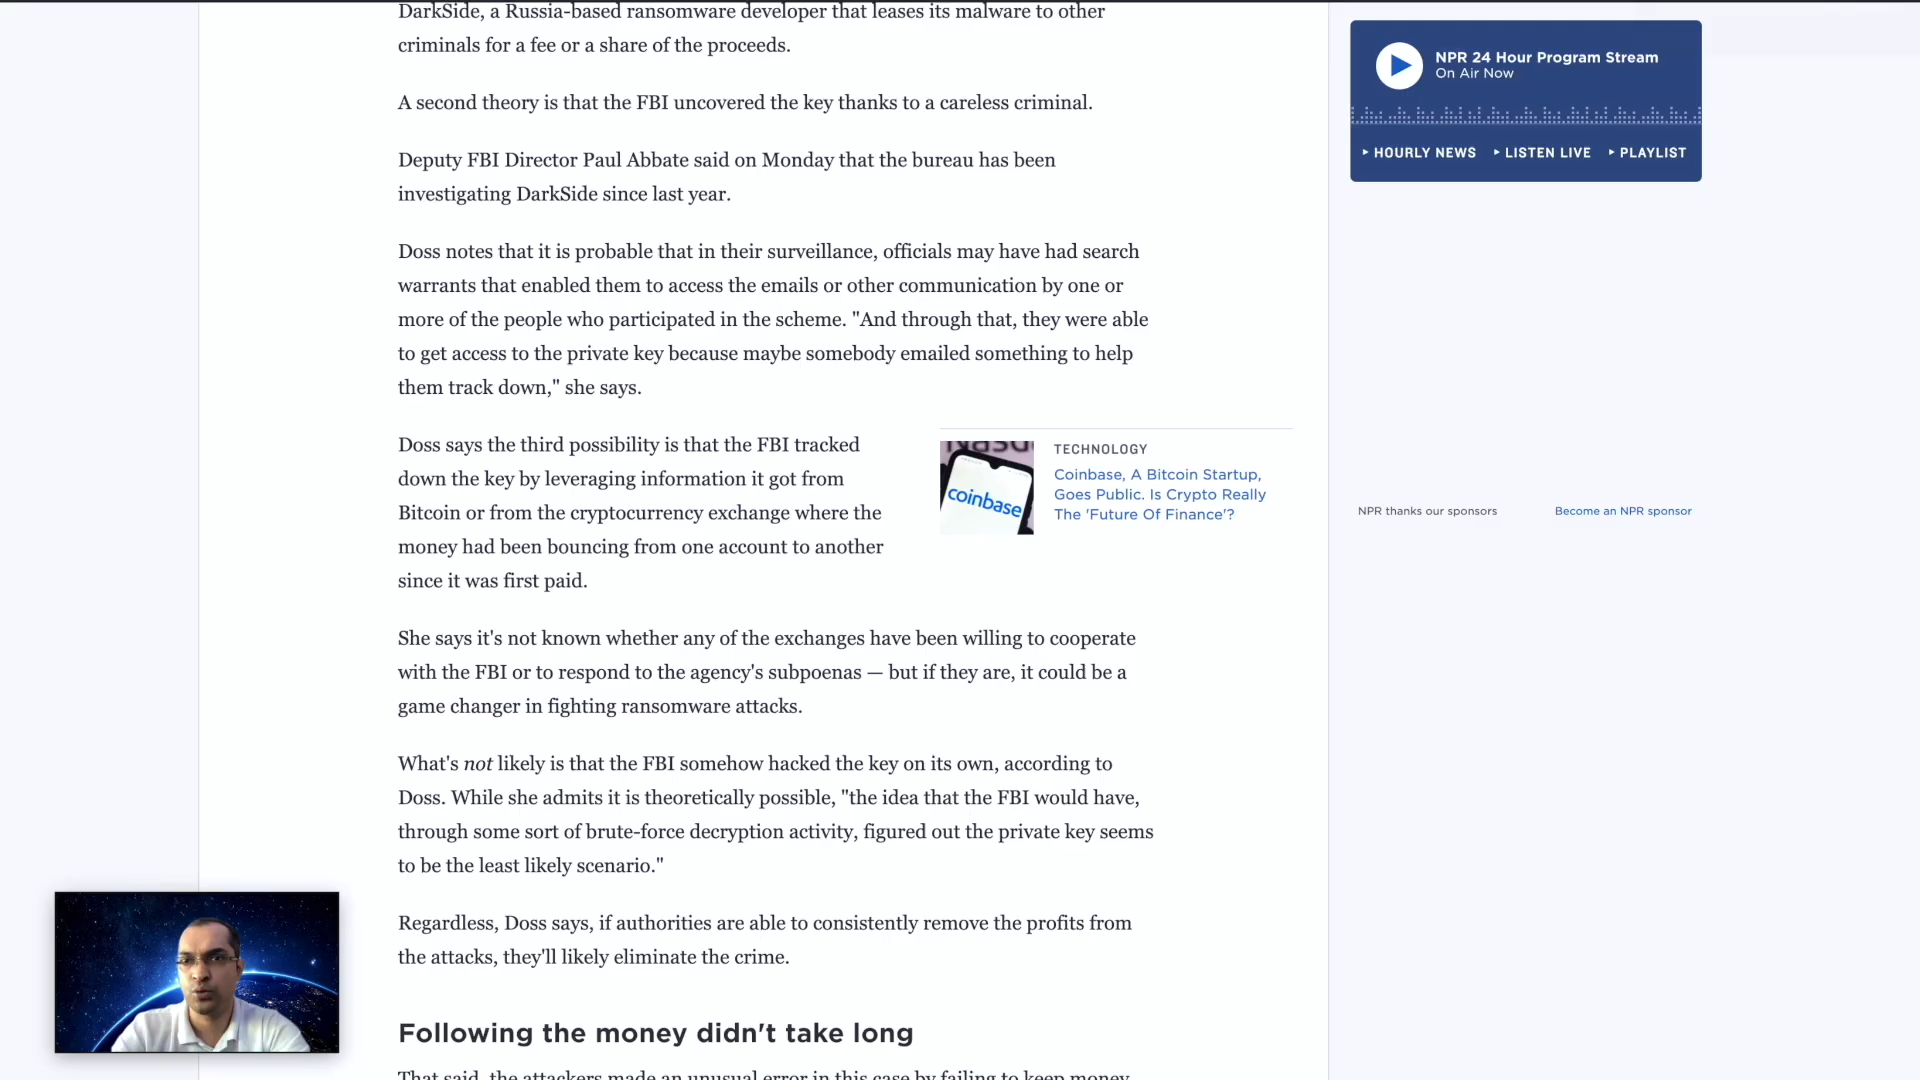 DarkSide, a Russia-based ransomware developer that leases its malware to other
criminals for a fee or a share of the proceeds.
A second theory is that the FBI uncovered the key thanks to a careless criminal.
Deputy FBI Director Paul Abbate said on Monday that the bureau has been
investigating DarkSide since last year.
Doss notes that it is probable that in their surveillance, officials may have had search
warrants that enabled them to access the emails or other communication by one or
more of the people who participated in the scheme. "And through that, they were able
to get access to the private key because maybe somebody emailed something to help
them track down," she says.
Doss says the third possibility is that the FBI tracked
down the key by leveraging information it got from
Bitcoin or from the cryptocurrency exchange where the
money had been bouncing from one account to another
since it was first paid.
Nasd
coinbase
TECHNOLOGY
Coinbase, A Bitcoin Startup,
Goes Public. Is Crypto Really
The 'Future Of Finance'?
She says it's not known whether any of the exchanges have been willing to cooperate
with the FBI or to respond to the agency's subpoenas — but if they are, it could be a
game changer in fighting ransomware attacks.
What's not likely is that the FBI somehow hacked the key on its own, according to
Doss. While she admits it is theoretically possible, "the idea that the FBI would have,
through some sort of brute-force decryption activity, figured out the private key seems
to be the least likely scenario."
Regardless, Doss says, if authorities are able to consistently remove the profits from
the attacks, they'll likely eliminate the crime.
Following the money didn't take long
That said, the attackers made an unusual error in this case by failing to keep money
NPR 24 Hour Program Stream
On Air Now
HOURLY NEWS
LISTEN LIVE
PLAYLIST
NPR thanks our sponsors
Become an NPR sponsor